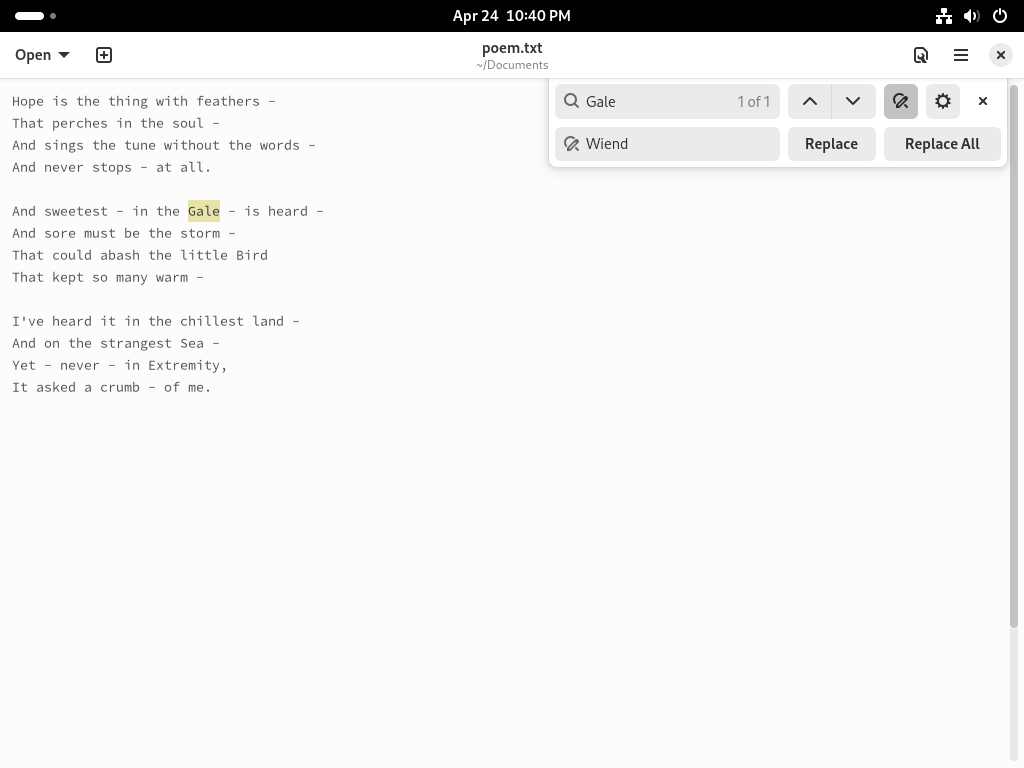 Apr 24 10:40 PM
Open
poem.txt
~/Documents
Gale 1 of 1
Wiend Replace Replace All
Hope is the thing with feathers –
That perches in the soul –
And sings the tune without the words –
And never stops – at all.
And sweetest – in the Gale – is heard –
And sore must be the storm –
That could abash the little Bird
That kept so many warm –
I've heard it in the chillest land –
And on the strangest Sea –
Yet – never – in Extremity,
It asked a crumb – of me.